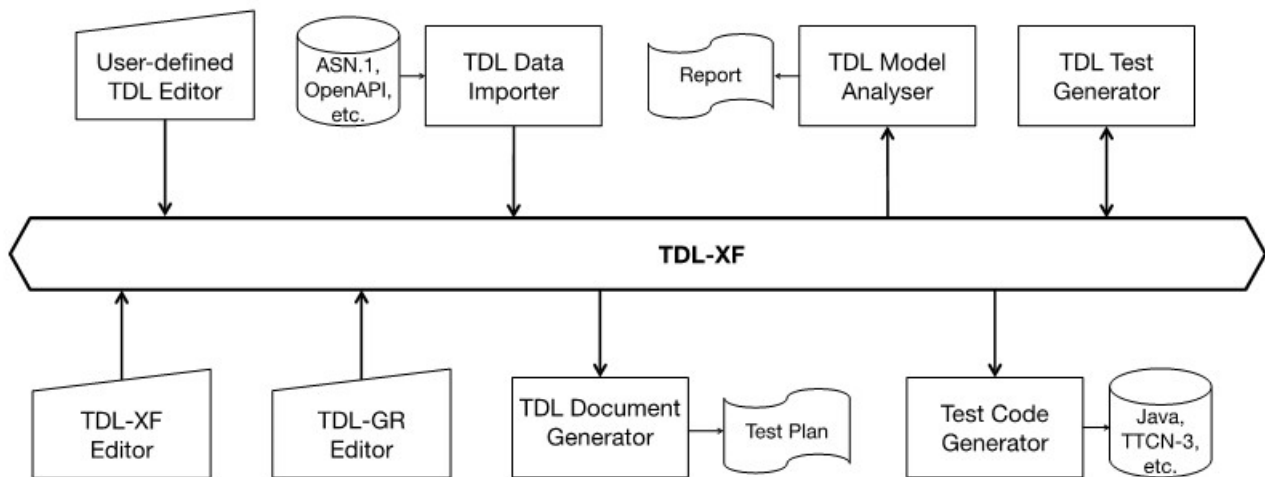 User-defined
TDL Editor
ASN.1,
OpenAPI,
etc.
TDL Data
Importer
Report
TDL Model
Analyser
TDL Test
Generator
TDL-XF
TDL-XF
Editor
TDL-GR
Editor
TDL Document
Generator
Test Plan
Test Code
Generator
Java,
TTCN-3,
etc.